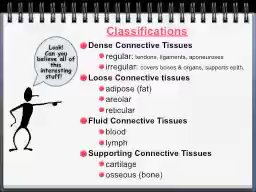 Classifications
Look!
Can you
believe all of
this
interesting
stuff!
Dense Connective Tissues
regular: tendons, ligaments, aponeuroses
irregular: covers bones & organs, supports epith.
Loose Connective tissues
adipose (fat)
areolar
reticular
Fluid Connective Tissues
blood
lymph
Supporting Connective Tissues
cartilage
osseous (bone)